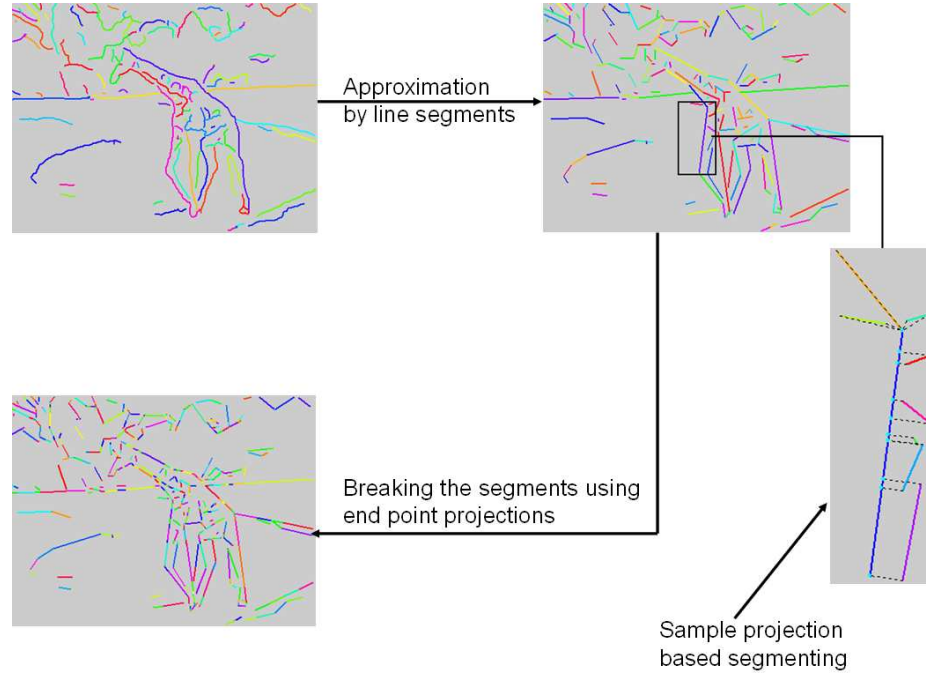 Approximation
by line segments
Breaking the segments using
end point projections
Sample projection
based segmenting